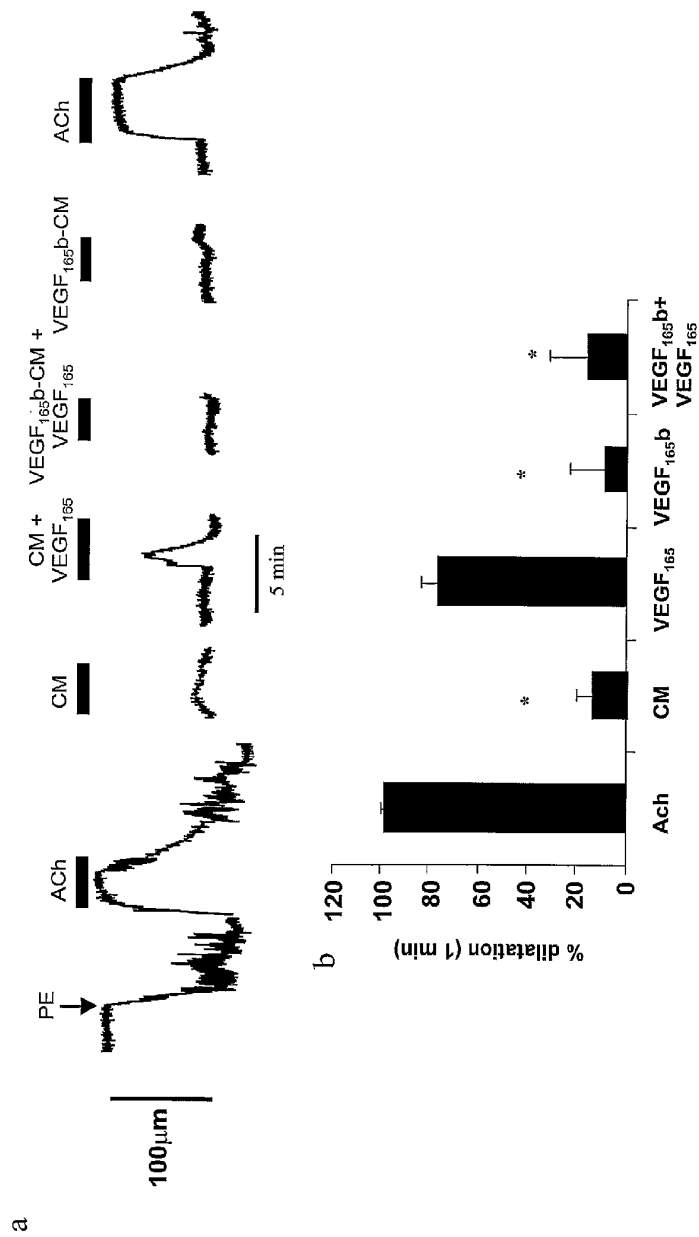 a
PE
ACh
CM
CM +
VEGF165
VEGF165b-CM +
VEGF165
VEGF165b-CM
ACh
100µm
5 min
b
% dilatation (1 min)
120
100
80
60
40
20
0
*
*
*
Ach
CM
VEGF165
VEGF165b
VEGF165b+
VEGF165